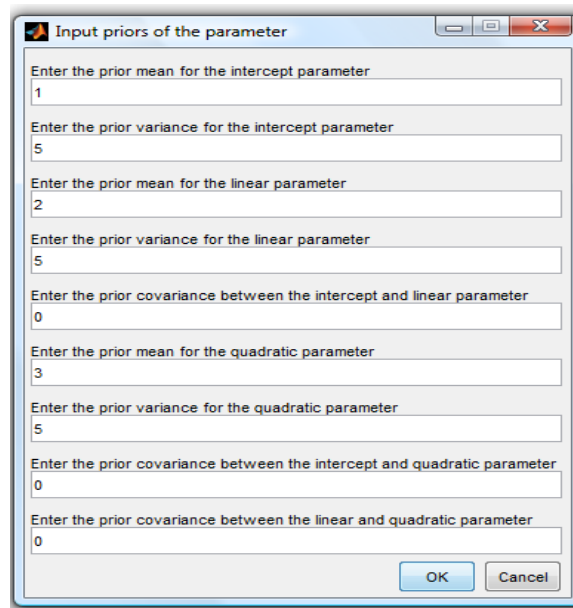 Input priors of the parameter
Enter the prior mean for the intercept parameter
1
Enter the prior variance for the intercept parameter
5
Enter the prior mean for the linear parameter
2
Enter the prior variance for the linear parameter
5
Enter the prior covariance between the intercept and linear parameter
0
Enter the prior mean for the quadratic parameter
3
Enter the prior variance for the quadratic parameter
5
Enter the prior covariance between the intercept and quadratic parameter
0
Enter the prior covariance between the linear and quadratic parameter
0
OK Cancel